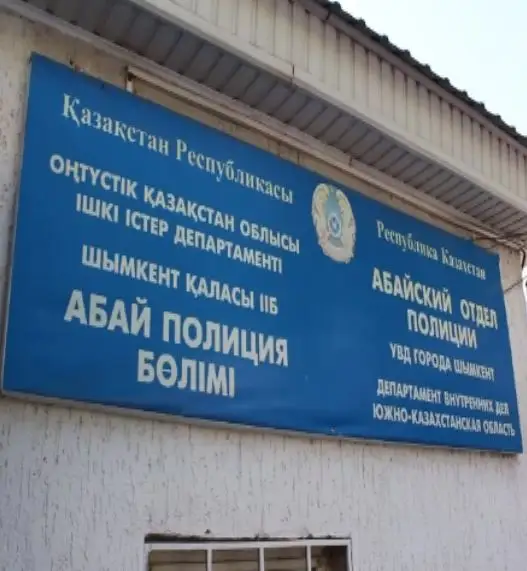 Қазақстан Республикасы
ОҢТҮСТІК ҚАЗАҚСТАН ОБЛЫСЫ
ІШКІ ІСТЕР ДЕПАРТАМЕНТІ
ШЫМКЕНТ ҚАЛАСЫ ІІБ
АБАЙ ПОЛИЦИЯ
БӨЛІМІ
Республика Казахстан
АБАЙСКИЙ ОТДЕЛ
ПОЛИЦИИ
УВД ГОРОДА ШЫМКЕНТ
ДЕПАРТАМЕНТ ВНУТРЕННИХ ДЕЛ
ЮЖНО-КАЗАХСТАНСКАЯ ОБЛАСТЬ